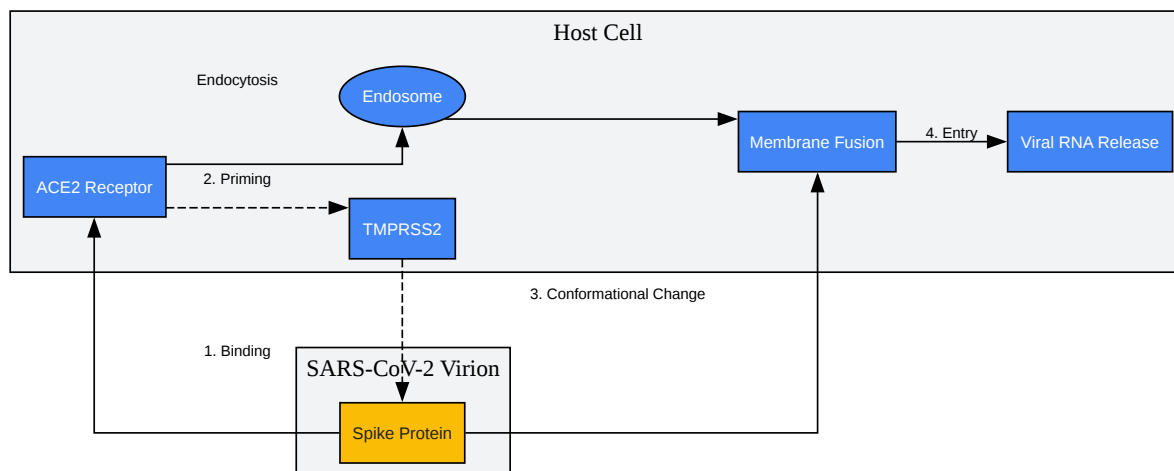 Host Cell
Endocytosis
Endosome
Membrane Fusion
4. Entry
Viral RNA Release
ACE2 Receptor
2. Priming
TMPRSS2
3. Conformational Change
1. Binding
SARS-CoV-2 Virion
Spike Protein